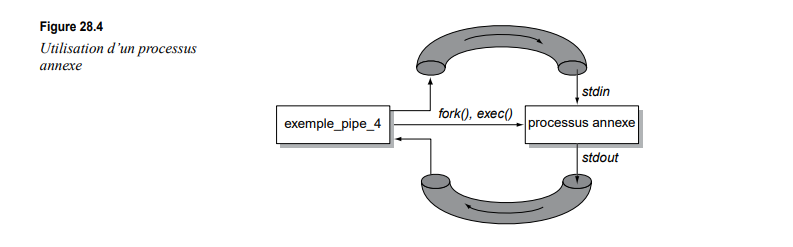 Figure 28.4
Utilisation d'un processus
annexe
stdin
fork(), exec()
exemple_pipe_4
processus annexe
stdout